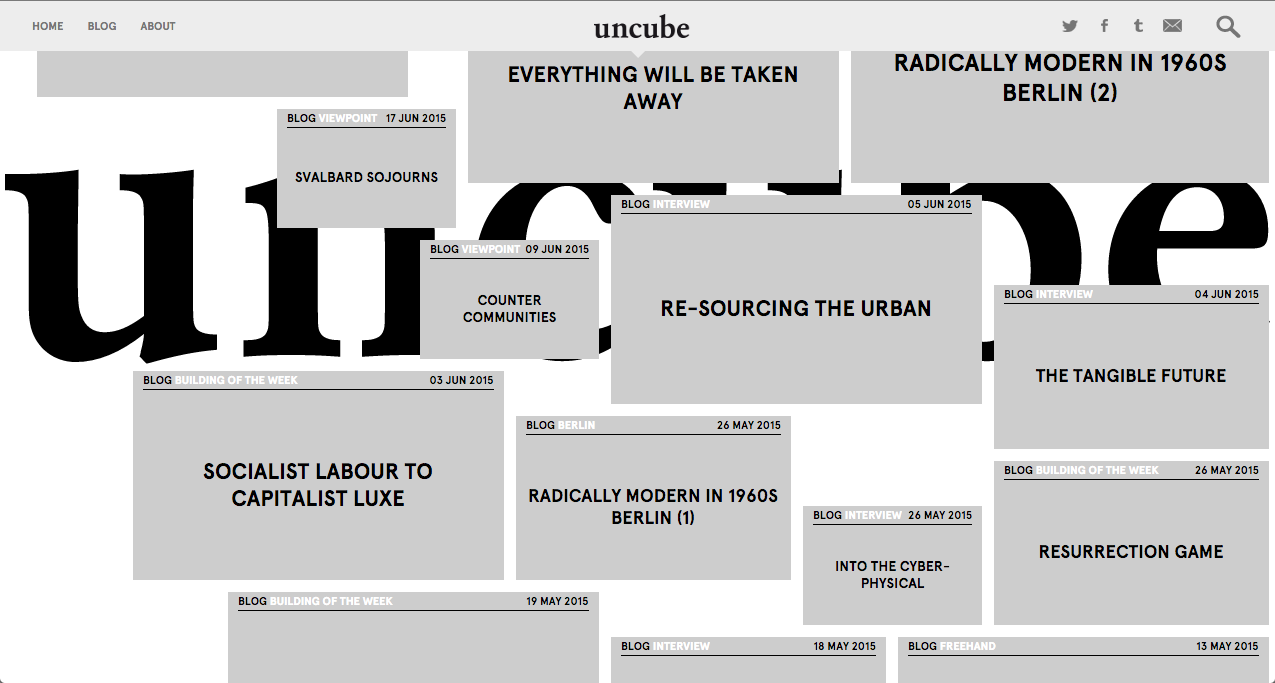 HOME BLOG ABOUT
uncube
EVERYTHING WILL BE TAKEN
AWAY
RADICALLY MODERN IN 1960S
BERLIN (2)
BLOG VIEWPOINT 17 JUN 2015
SVALBARD SOJOURNS
uncube
BLOG INTERVIEW 05 JUN 2015
RE-SOURCING THE URBAN
BLOG VIEWPOINT 09 JUN 2015
COUNTER
COMMUNITIES
BLOG INTERVIEW 04 JUN 2015
THE TANGIBLE FUTURE
BLOG BUILDING OF THE WEEK 03 JUN 2015
SOCIALIST LABOUR TO
CAPITALIST LUXE
BLOG BERLIN 26 MAY 2015
RADICALLY MODERN IN 1960S
BERLIN (1)
BLOG BUILDING OF THE WEEK 26 MAY 2015
RESURRECTION GAME
BLOG INTERVIEW 26 MAY 2015
INTO THE CYBER-
PHYSICAL
BLOG BUILDING OF THE WEEK 19 MAY 2015
BLOG INTERVIEW 18 MAY 2015
BLOG FREEHAND 13 MAY 2015